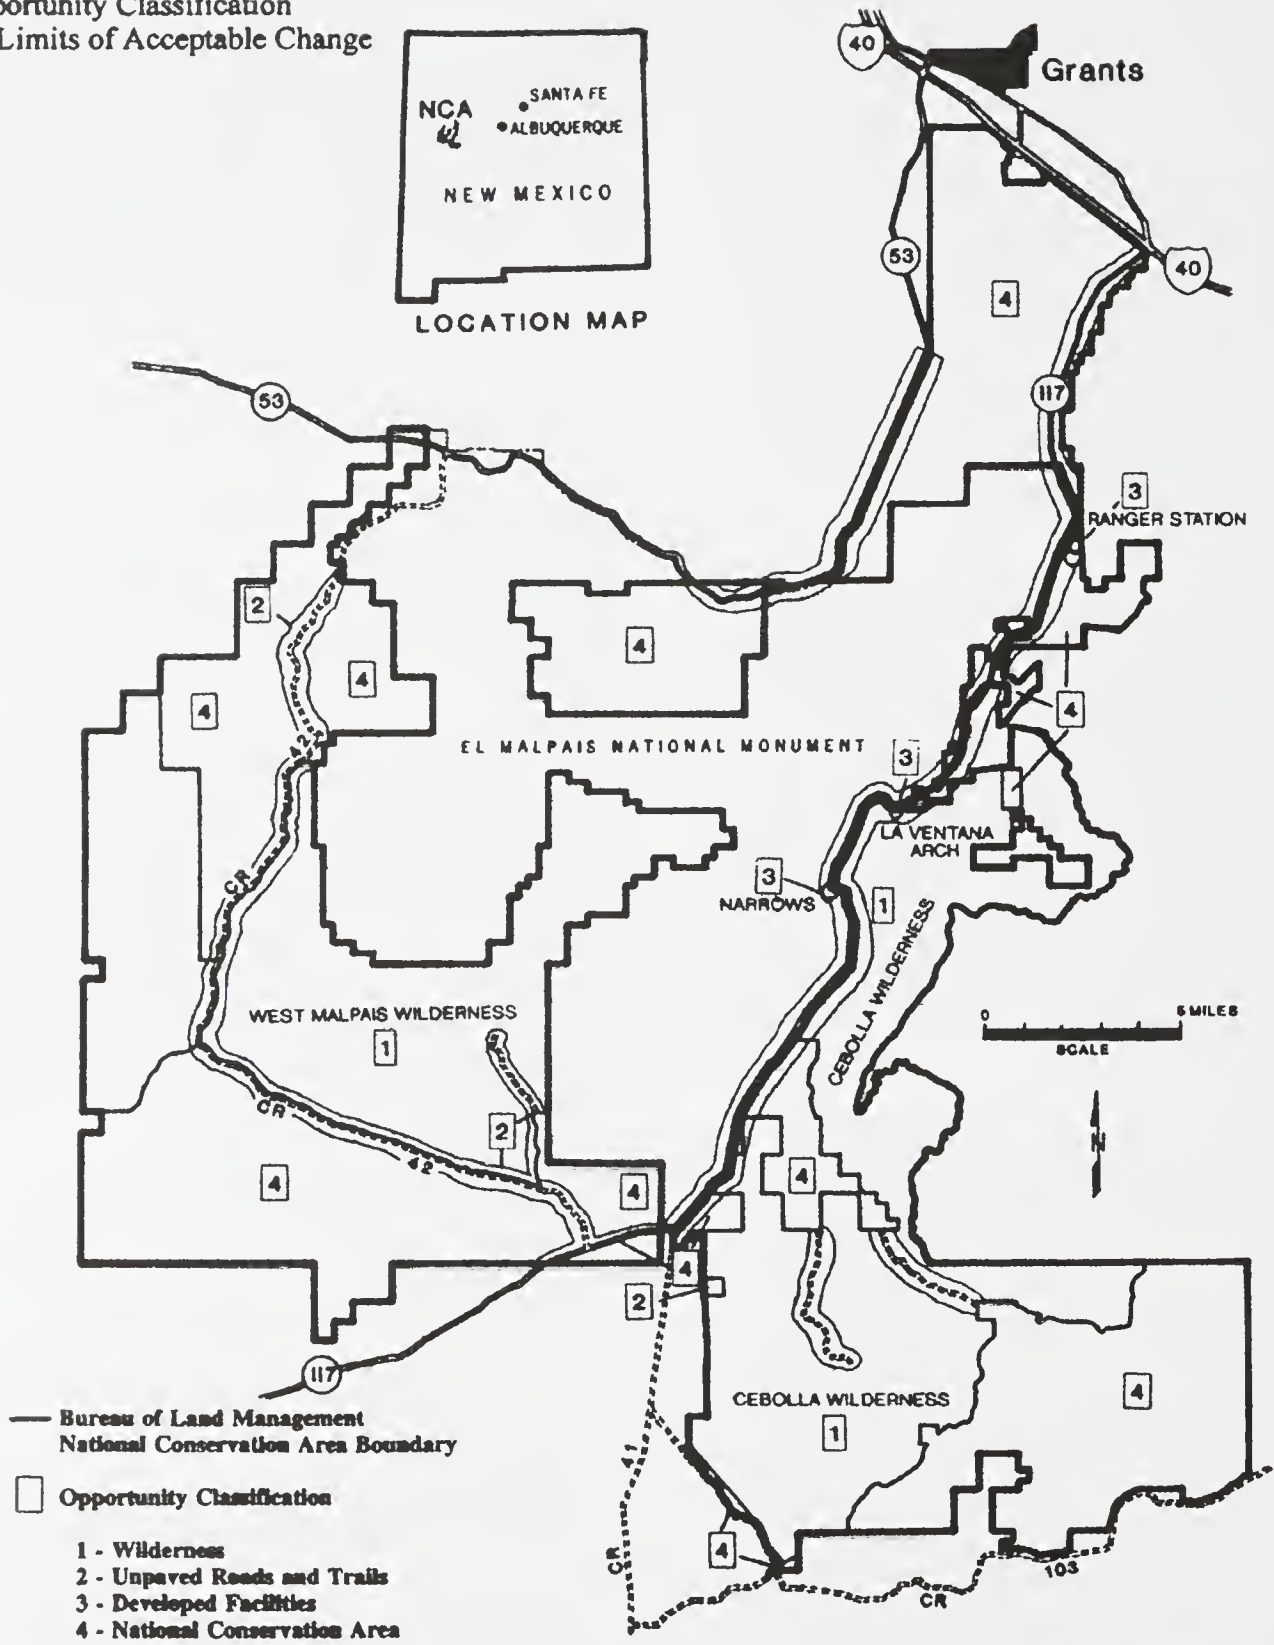 portunity Classification
Limits of Acceptable Change
40
Grants
SANTA FE
NCA
ALBUQUERQUE
NEW MEXICO
LOCATION MAP
53
40
4
53
117
3
RANGER STATION
2
4
4
4
4
42
EL MALPAIS NATIONAL MONUMENT
3
LA VENTANA
ARCH
CR
3
NARROWS
1
CEBOLLA WILDERNESS
WEST MALPAIS WILDERNESS
1
0
5 MILES
SCALE
N
CR
2
42
4
4
4
4
2
117
CEBOLLA WILDERNESS
1
4
41
CR
4
103
CR
Bureau of Land Management
National Conservation Area Boundary
Opportunity Classification
1 - Wilderness
2 - Unpaved Roads and Trails
3 - Developed Facilities
4 - National Conservation Area